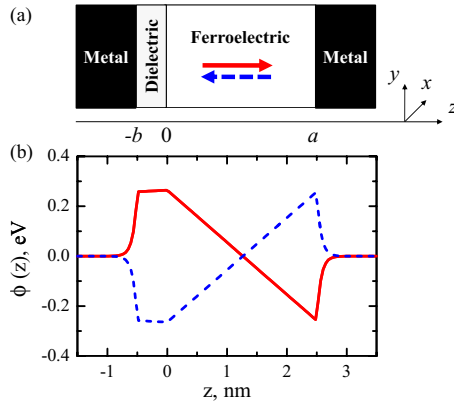 (a)
Metal
Dielectric
Ferroelectric
Metal
y
x
z
-b
0
a
(b)
ϕ (z), eV
0.4
0.2
0.0
-0.2
-0.4
-1
0
1
2
3
z, nm